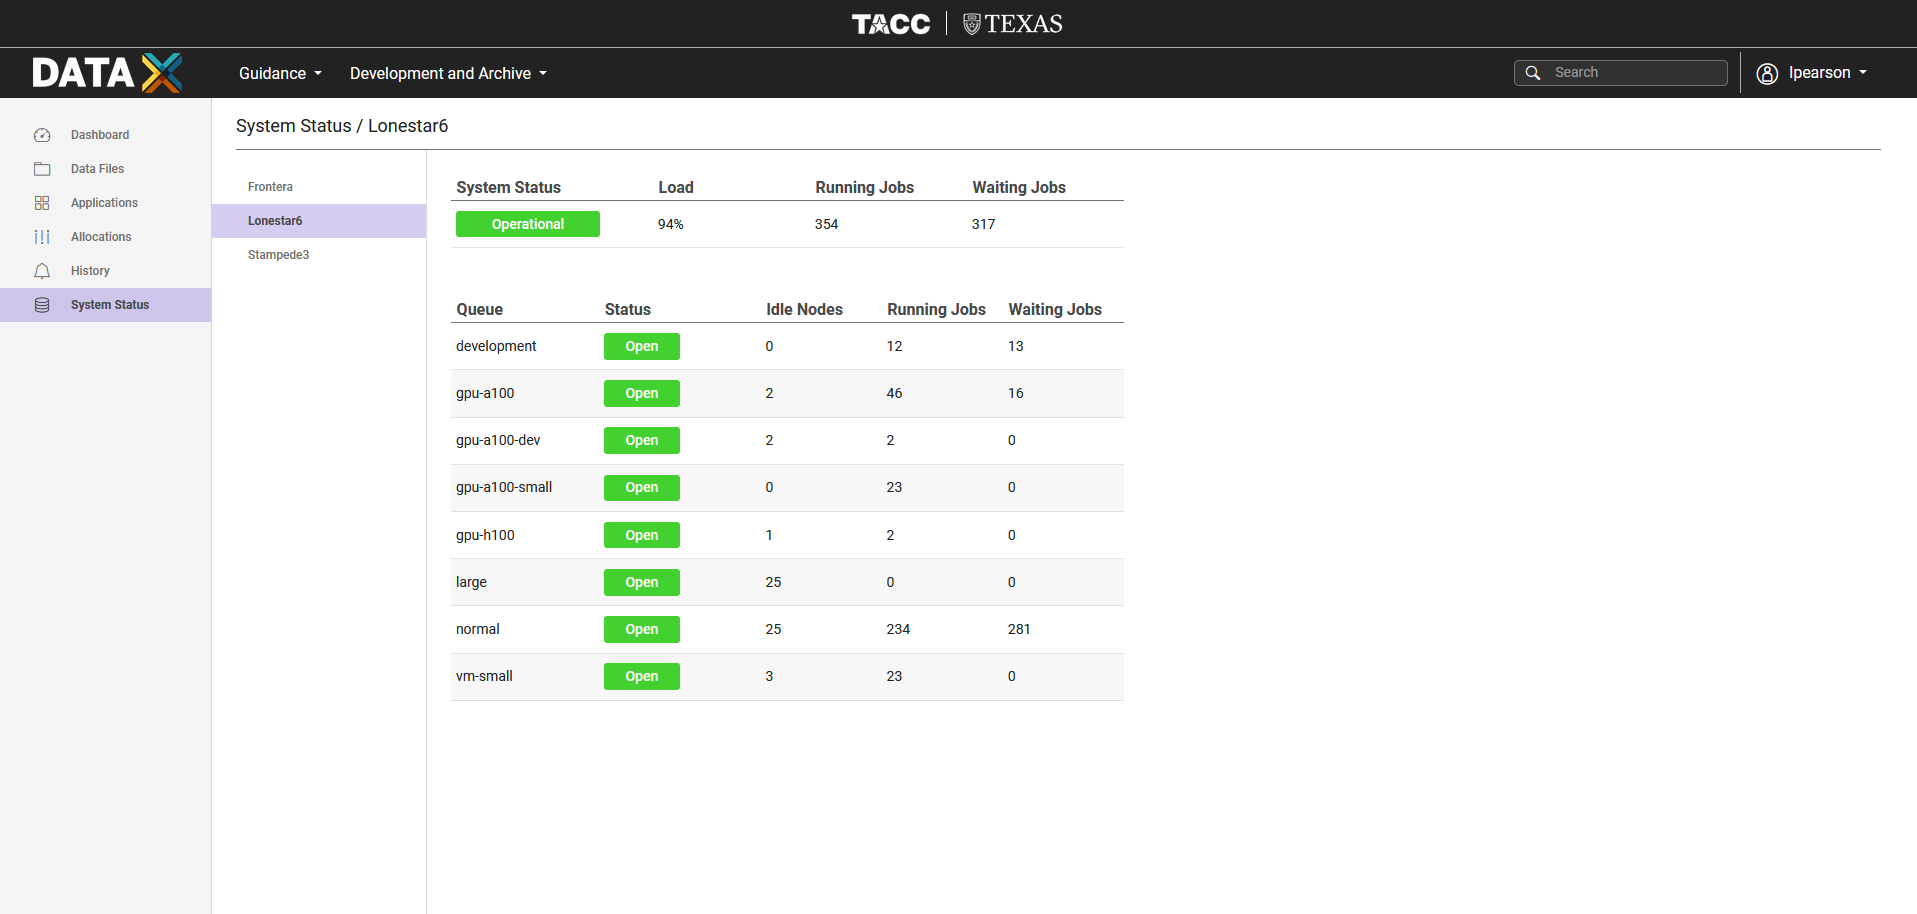 TACC TEXAS
DATA X Guidance Development and Archive Search lpearson
Dashboard
Data Files
Applications
Allocations
History
System Status
System Status / Lonestar6
Frontera
Lonestar6
Stampede3
System Status Load Running Jobs Waiting Jobs
Operational 94% 354 317
Queue Status Idle Nodes Running Jobs Waiting Jobs
development Open 0 12 13
gpu-a100 Open 2 46 16
gpu-a100-dev Open 2 2 0
gpu-a100-small Open 0 23 0
gpu-h100 Open 1 2 0
large Open 25 0 0
normal Open 25 234 281
vm-small Open 3 23 0